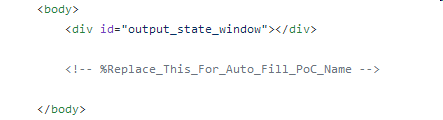 <body>
<div id="output_state_window"></div>
<!-- %Replace_This_For_Auto_Fill_PoC_Name -->
</body>